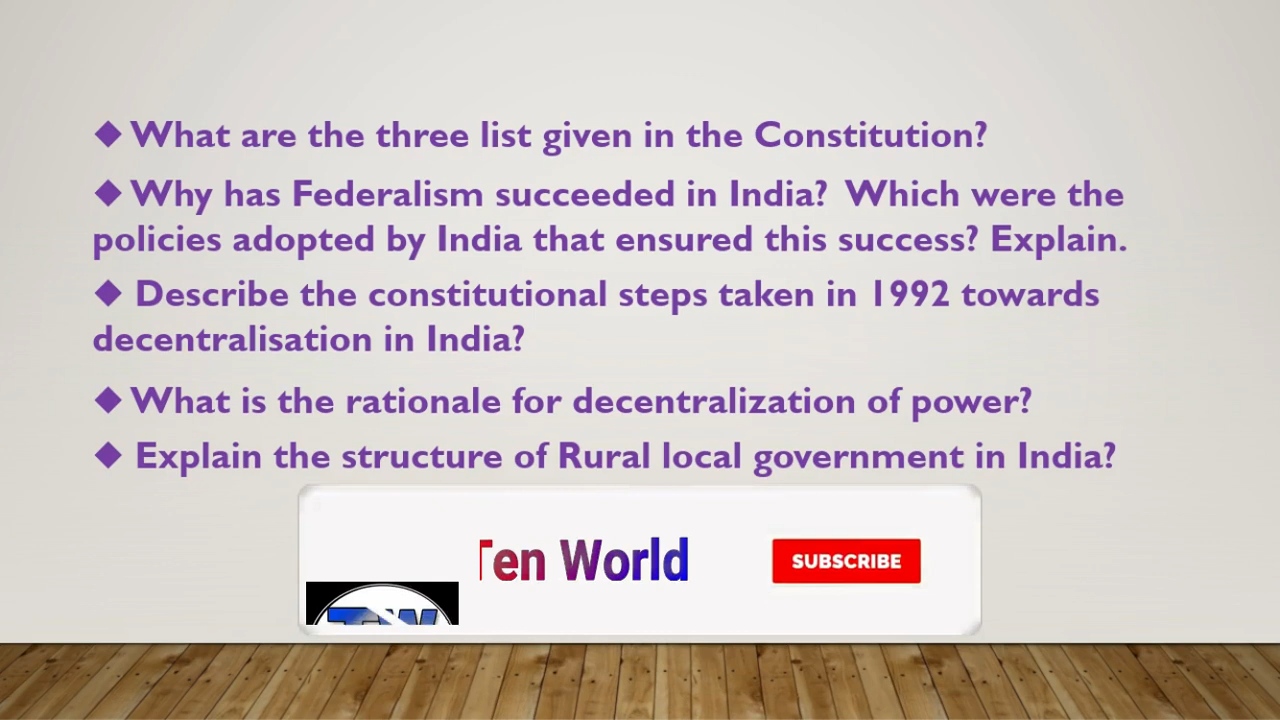 ◆ What are the three list given in the Constitution?
◆ Why has Federalism succeeded in India? Which were the
policies adopted by India that ensured this success? Explain.
◆ Describe the constitutional steps taken in 1992 towards
decentralisation in India?
◆ What is the rationale for decentralization of power?
◆ Explain the structure of Rural local government in India?
Ten World
SUBSCRIBE